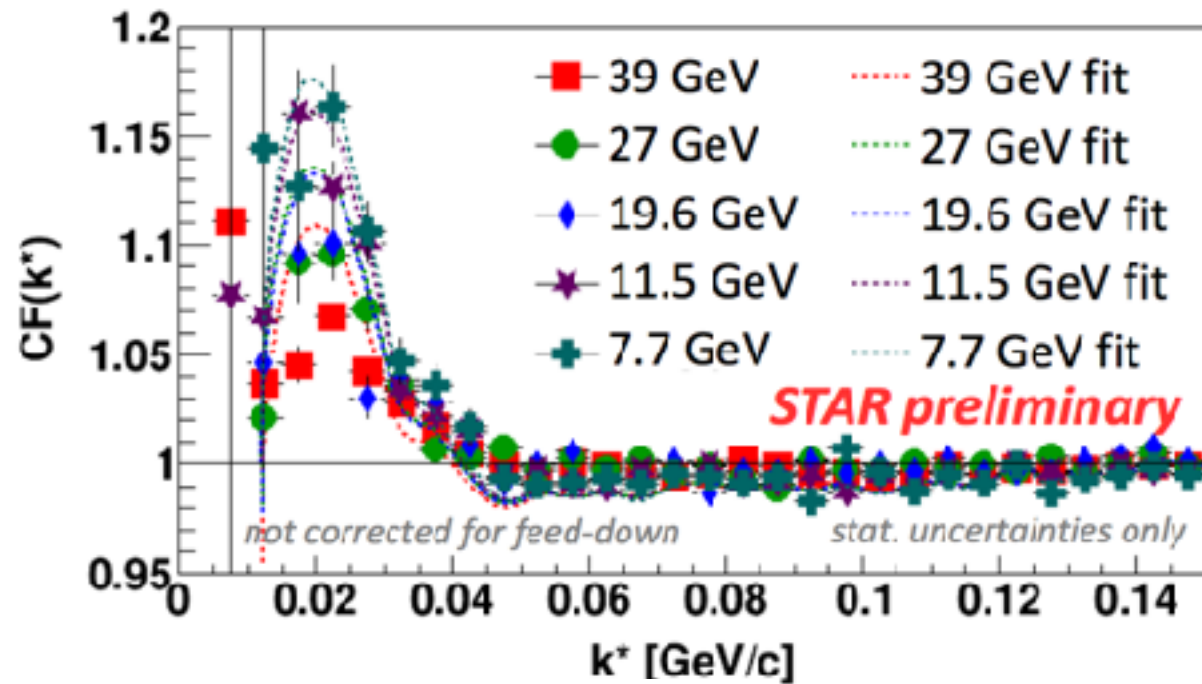 1.2
39 GeV 39 GeV fit
1.15
27 GeV 27 GeV fit
1.1
19.6 GeV 19.6 GeV fit
11.5 GeV 11.5 GeV fit
1.05
7.7 GeV 7.7 GeV fit
STAR preliminary
1
not corrected for feed-down stat. uncertainties only
0.95
0 0.02 0.04 0.06 0.08 0.1 0.12 0.14
CF(k*)
k* [GeV/c]